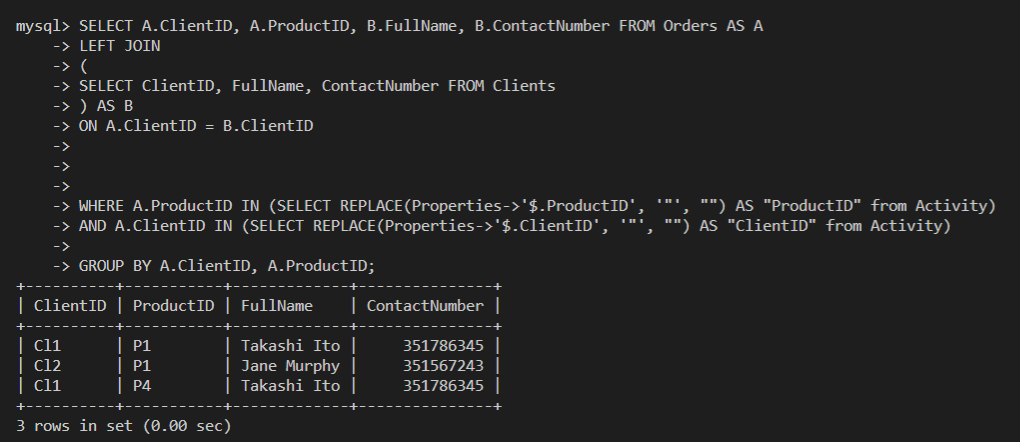 mysql> SELECT A.ClientID, A.ProductID, B.FullName, B.ContactNumber FROM Orders AS A
    -> LEFT JOIN
    -> (
    -> SELECT ClientID, FullName, ContactNumber FROM Clients
    -> ) AS B
    -> ON A.ClientID = B.ClientID
    ->
    ->
    ->
    -> WHERE A.ProductID IN (SELECT REPLACE(Properties->'$.ProductID', '"', "") AS "ProductID" from Activity)
    -> AND A.ClientID IN (SELECT REPLACE(Properties->'$.ClientID', '"', "") AS "ClientID" from Activity)
    ->
    -> GROUP BY A.ClientID, A.ProductID;
+----------+-----------+-------------+---------------+
| ClientID | ProductID | FullName    | ContactNumber |
+----------+-----------+-------------+---------------+
| Cl1      | P1        | Takashi Ito |     351786345 |
| Cl2      | P1        | Jane Murphy |     351567243 |
| Cl1      | P4        | Takashi Ito |     351786345 |
+----------+-----------+-------------+---------------+
3 rows in set (0.00 sec)